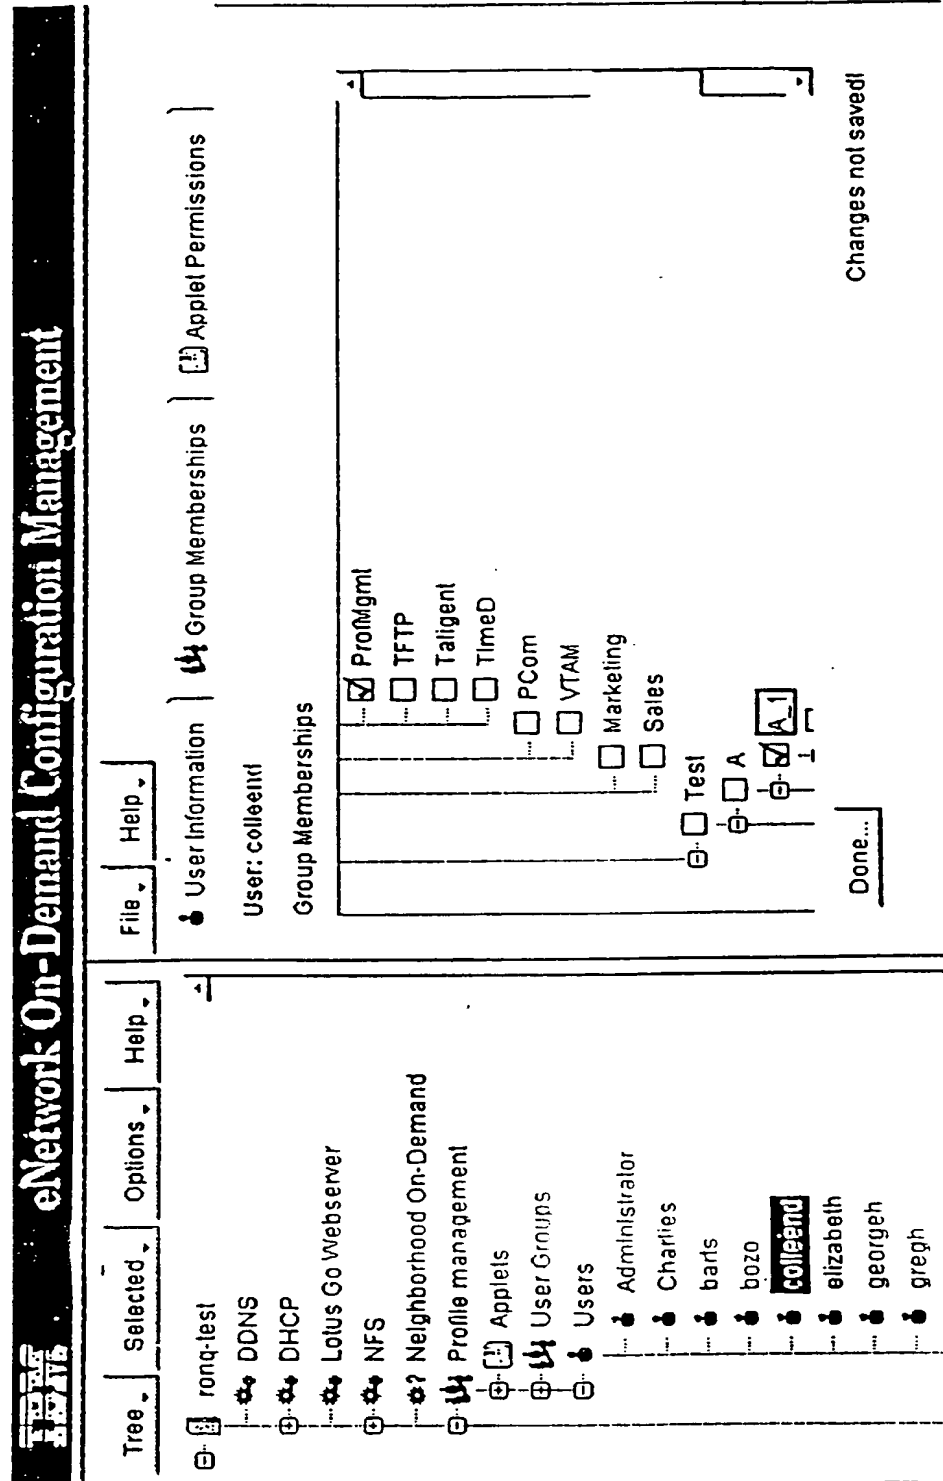 IBM eNetwork On-Demand Configuration Management
Tree Selected Options Help
ronq-test
DDNS
DHCP
Lotus Go Webserver
NFS
Neighborhood On-Demand
Profile management
Applets
User Groups
Users
Administrator
Charlies
barts
bozo
colleend
elizabeth
georgeh
gregh
File Help
User Information Group Memberships Applet Permissions
User: colleend
Group Memberships
ProfMgmt
TFTP
Taligent
TimeD
PCom
VTAM
Marketing
Sales
Test
A
A_1
Done...
Changes not saved!